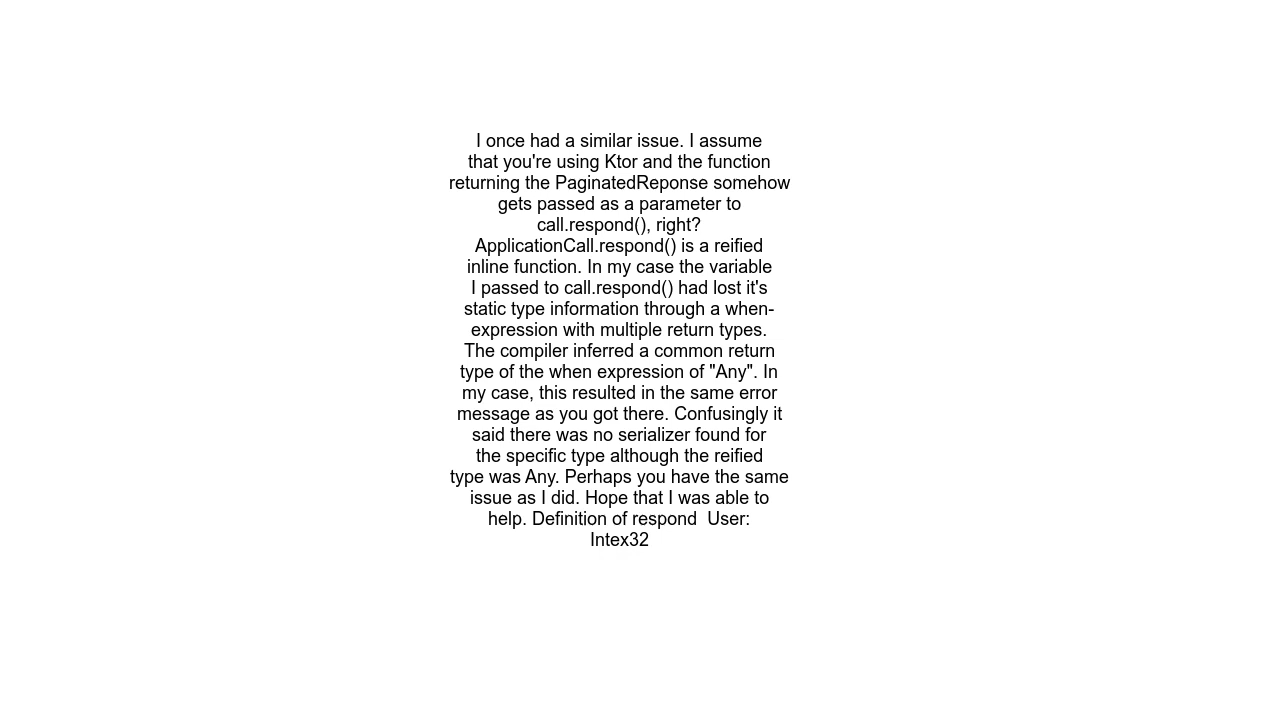 I once had a similar issue. I assume
that you're using Ktor and the function
returning the PaginatedReponse somehow
gets passed as a parameter to
call.respond(), right?
ApplicationCall.respond() is a reified
inline function. In my case the variable
I passed to call.respond() had lost it's
static type information through a when-
expression with multiple return types.
The compiler inferred a common return
type of the when expression of "Any". In
my case, this resulted in the same error
message as you got there. Confusingly it
said there was no serializer found for
the specific type although the reified
type was Any. Perhaps you have the same
issue as I did. Hope that I was able to
help. Definition of respond  User:
Intex32